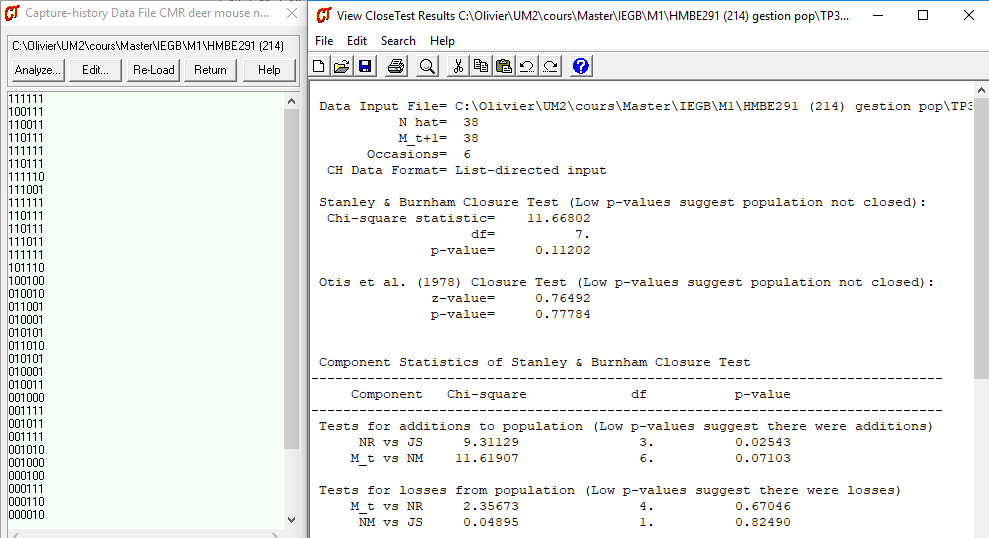 Capture-history Data File CMR deer mouse n...
C:\Olivier\UM2\cours\Master\IEGB\M1\HMBE291 (214)
Analyze... Edit... Re-Load Return Help
111111
100111
110011
110111
111111
110111
111110
111001
111111
110111
110111
111011
111111
101110
100100
010010
011001
010001
010101
011010
010101
010001
010011
001000
001111
001011
001111
001010
001000
000100
000111
000110
000010
View CloseTest Results C:\Olivier\UM2\cours\Master\IEGB\M1\HMBE291 (214) gestion pop\TP3...
File Edit Search Help
Data Input File= C:\Olivier\UM2\cours\Master\IEGB\M1\HMBE291 (214) gestion pop\TP3
N hat= 38
M_t+1= 38
Occasions= 6
CH Data Format= List-directed input
Stanley & Burnham Closure Test (Low p-values suggest population not closed):
Chi-square statistic= 11.66802
df= 7.
p-value= 0.11202
Otis et al. (1978) Closure Test (Low p-values suggest population not closed):
z-value= 0.76492
p-value= 0.77784
Component Statistics of Stanley & Burnham Closure Test
Component Chi-square df p-value
Tests for additions to population (Low p-values suggest there were additions)
NR vs JS 9.31129 3. 0.02543
M_t vs NM 11.61907 6. 0.07103
Tests for losses from population (Low p-values suggest there were losses)
M_t vs NR 2.35673 4. 0.67046
NM vs JS 0.04895 1. 0.82490